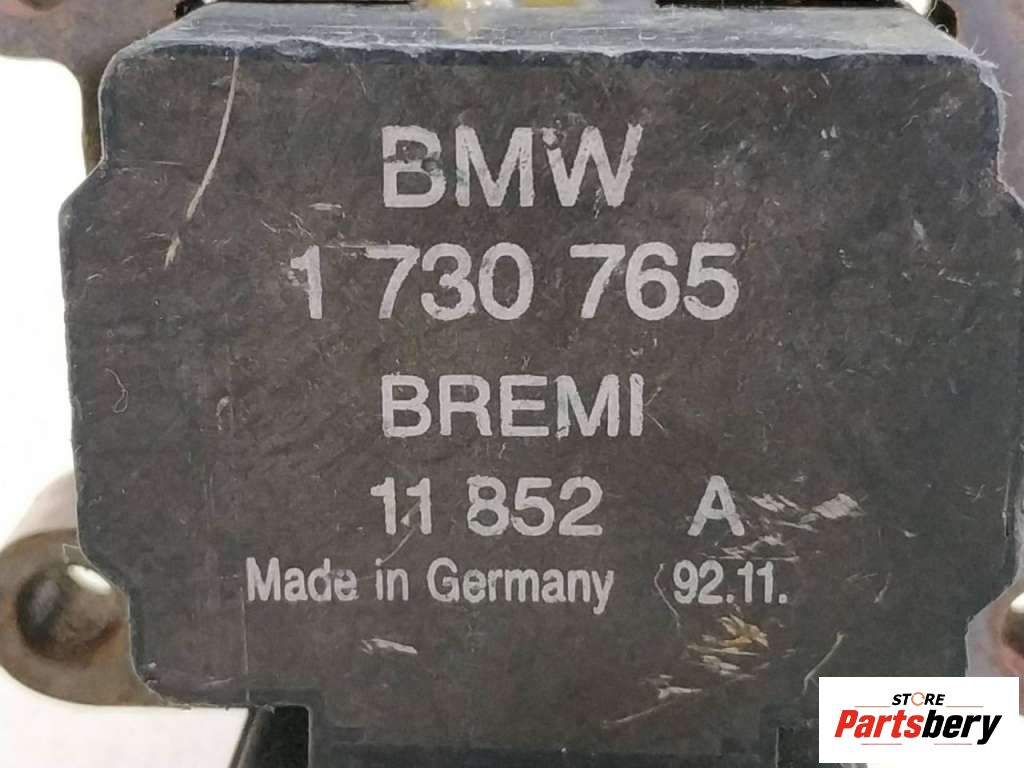 BMW
1 730 765
BREMI
11 852 A
Made in Germany 92.11.
STORE
Partsbery